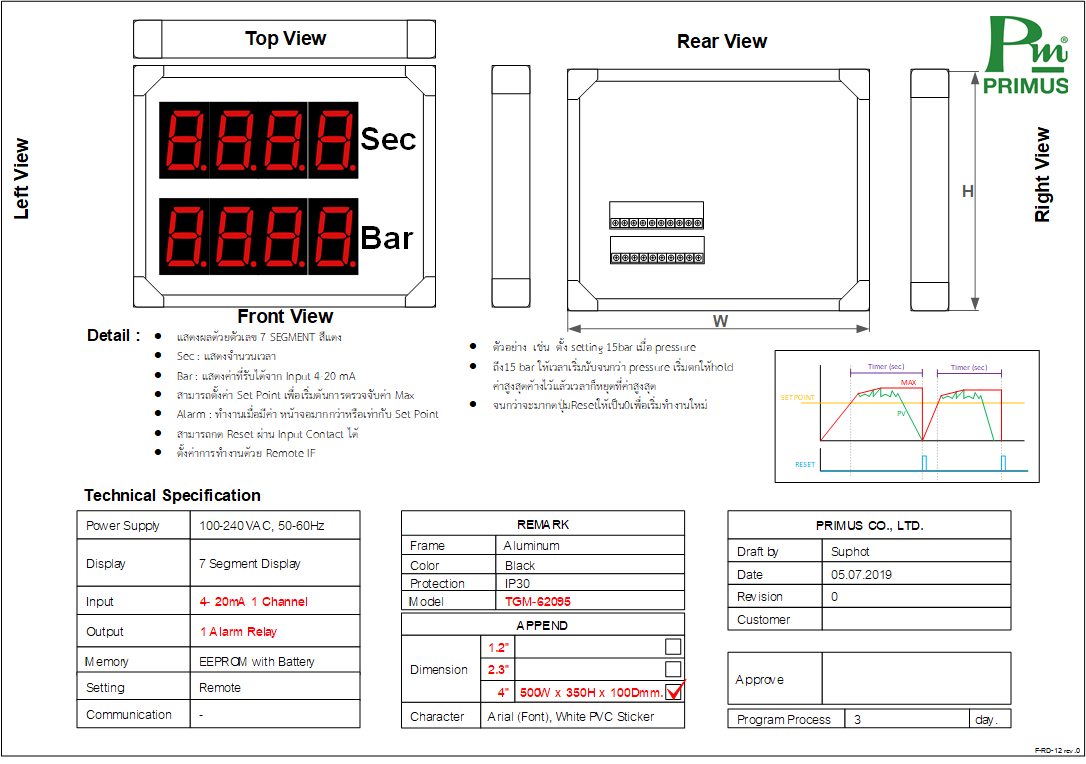 Top View
Rear View
Pm®
PRIMUS
Left View
8.8.8.8. Sec
8.8.8.8. Bar
H
Right View
Front View
W
Detail :
• แสดงผลด้วยตัวเลข 7 SEGMENT สีแดง
• Sec : แสดงจำนวนเวลา
• Bar : แสดงค่าที่รับได้จาก Input 4-20 mA
• สามารถตั้งค่า Set Point เพื่อเริ่มต้นการตรวจจับค่า Max
• Alarm : ทำงานเมื่อมีค่า หน้าจอมากกว่าหรือเท่ากับ Set Point
• สามารถกด Reset ผ่าน Input Contact ได้
• ตั้งค่าการทำงานด้วย Remote IF
• ตัวอย่าง เช่น ตั้ง setting 15bar เมื่อ pressure
• ถึง15 bar ให้เวลาเริ่มนับจนกว่า pressure เริ่มตกให้hold
ค่าสูงสุดค้างไว้แล้วเวลาก็หยุดที่ค่าสูงสุด
• จนกว่าจะมากดปุ่มResetให้เป็น0เพื่อเริ่มทำงานใหม่
Timer (sec) Timer (sec)
MAX
SET POINT
PV
RESET
Technical Specification
Power Supply 100-240VAC, 50-60Hz
Display 7 Segment Display
Input 4- 20mA 1 Channel
Output 1 Alarm Relay
Memory EEPROM with Battery
Setting Remote
Communication -
REMARK
Frame Aluminum
Color Black
Protection IP30
Model TGM-62095
APPEND
Dimension
1.2"
2.3"
4" 500W x 350H x 100Dmm.
Character Arial (Font), White PVC Sticker
PRIMUS CO., LTD.
Draft by Suphot
Date 05.07.2019
Revision 0
Customer
Approve
Program Process 3 day.
F-RD-12 rev.0